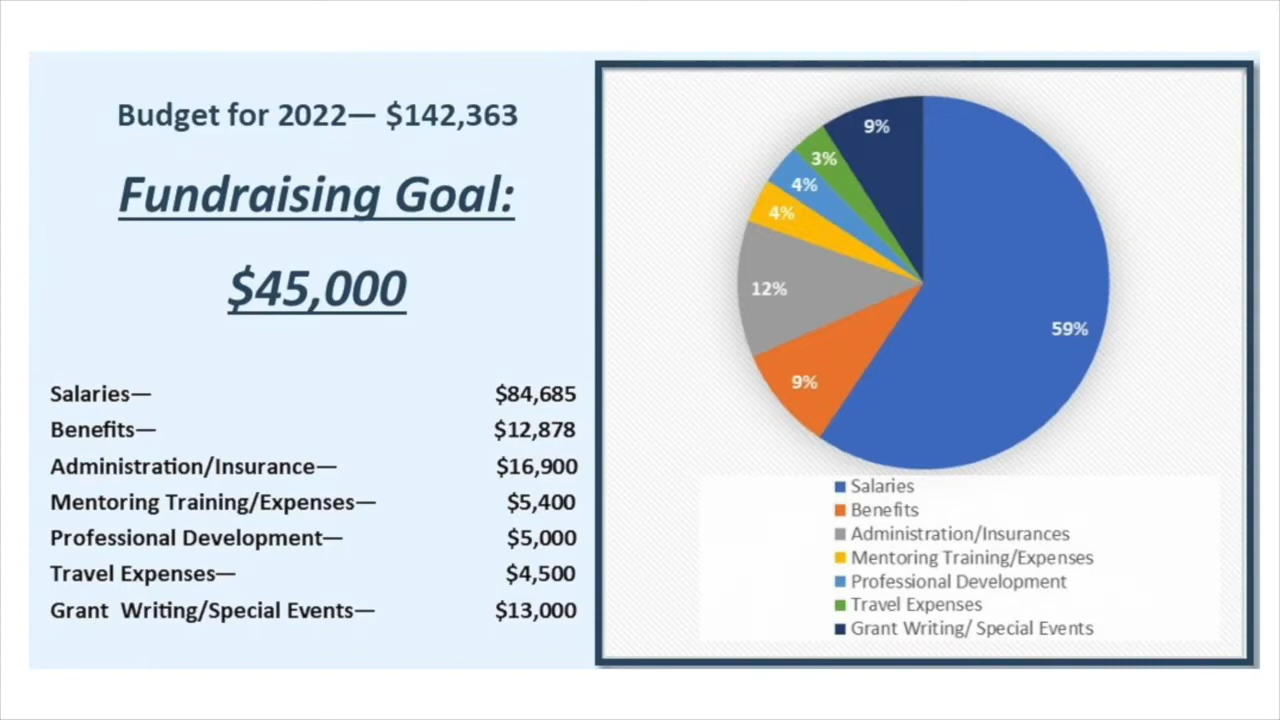 Budget for 2022— $142,363
Fundraising Goal:
$45,000
Salaries— $84,685
Benefits— $12,878
Administration/Insurance— $16,900
Mentoring Training/Expenses— $5,400
Professional Development— $5,000
Travel Expenses— $4,500
Grant  Writing/Special Events— $13,000
9%
3%
4%
4%
12%
59%
9%
Salaries
Benefits
Administration/Insurances
Mentoring Training/Expenses
Professional Development
Travel Expenses
Grant Writing/ Special Events